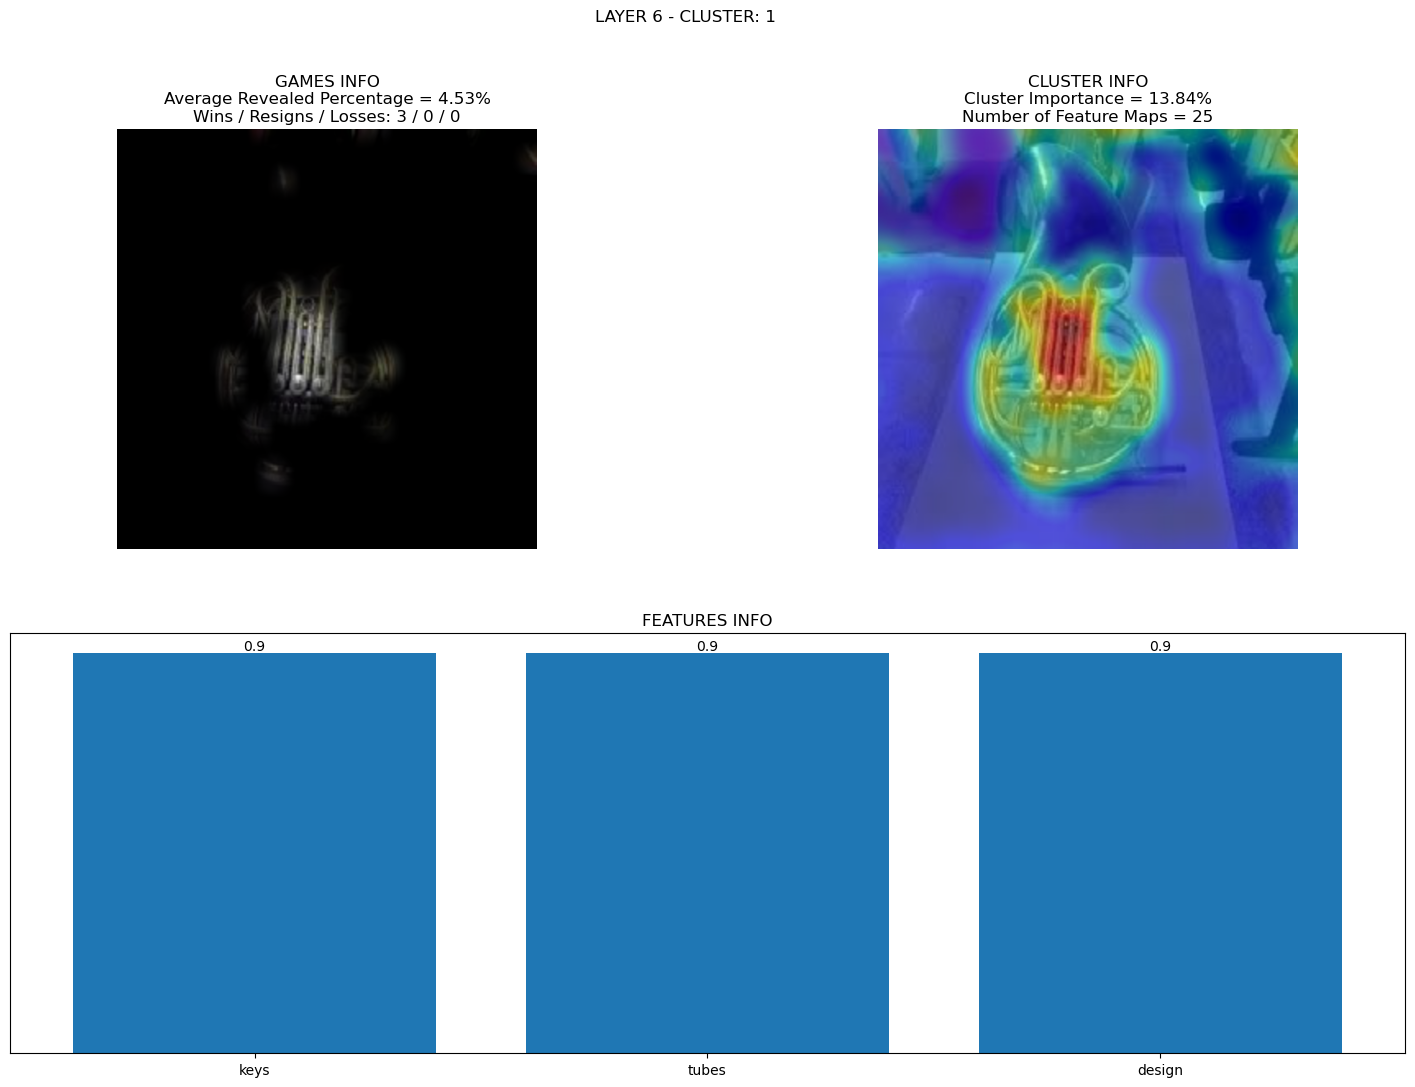 LAYER 6 - CLUSTER: 1
GAMES INFO
Average Revealed Percentage = 4.53%
Wins / Resigns / Losses: 3 / 0 / 0
CLUSTER INFO
Cluster Importance = 13.84%
Number of Feature Maps = 25
FEATURES INFO
0.9
0.9
0.9
keys
tubes
design